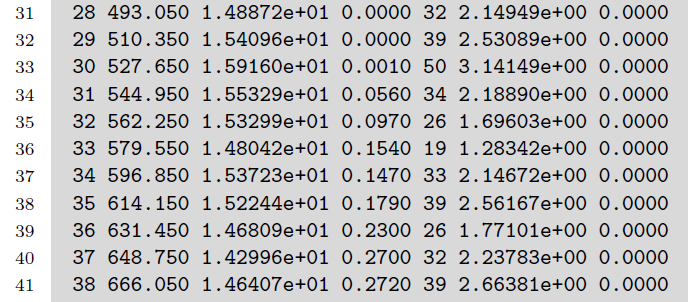 31 28 493.050 1.48872e+01 0.0000 32 2.14949e+00 0.0000
32 29 510.350 1.54096e+01 0.0000 39 2.53089e+00 0.0000
33 30 527.650 1.59160e+01 0.0010 50 3.14149e+00 0.0000
34 31 544.950 1.55329e+01 0.0560 34 2.18890e+00 0.0000
35 32 562.250 1.53299e+01 0.0970 26 1.69603e+00 0.0000
36 33 579.550 1.48042e+01 0.1540 19 1.28342e+00 0.0000
37 34 596.850 1.53723e+01 0.1470 33 2.14672e+00 0.0000
38 35 614.150 1.52244e+01 0.1790 39 2.56167e+00 0.0000
39 36 631.450 1.46809e+01 0.2300 26 1.77101e+00 0.0000
40 37 648.750 1.42996e+01 0.2700 32 2.23783e+00 0.0000
41 38 666.050 1.46407e+01 0.2720 39 2.66381e+00 0.0000